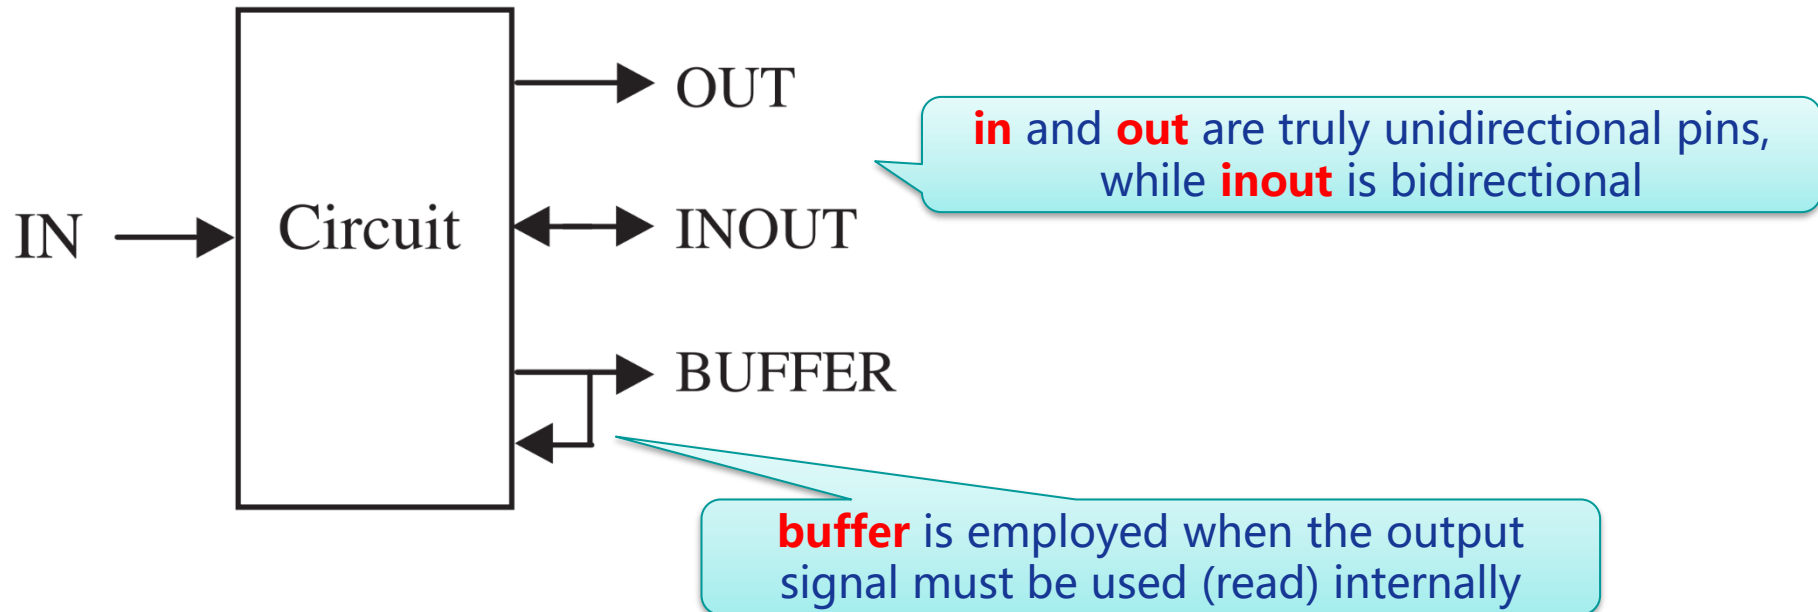 OUT
in and out are truly unidirectional pins,
while inout is bidirectional
IN
Circuit
INOUT
BUFFER
buffer is employed when the output
signal must be used (read) internally